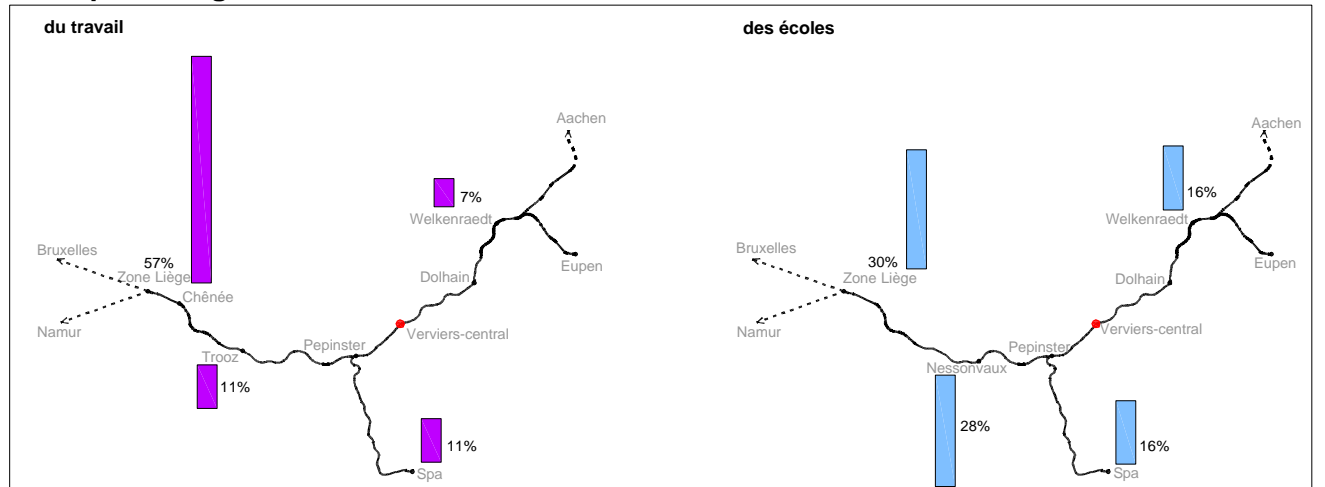 du travail
Aachen
7%
Welkenraedt
Bruxelles
57%
Zone Liège
Chênée
Dolhain
Eupen
Namur
Verviers-central
Pepinster
Trooz
11%
11%
Spa
des écoles
Aachen
16%
Welkenraedt
Bruxelles
30%
Zone Liège
Dolhain
Eupen
Namur
Verviers-central
Pepinster
Nessonvaux
28%
16%
Spa